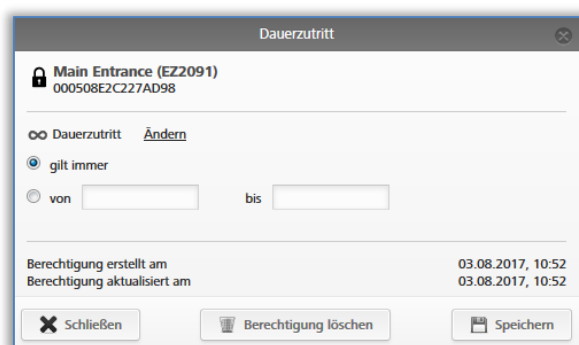 Dauerzutritt
Main Entrance (EZ2091)
000508E2C227AD98
Dauerzutritt Ändern
gilt immer
von bis
Berechtigung erstellt am 03.08.2017, 10:52
Berechtigung aktualisiert am 03.08.2017, 10:52
Schließen Berechtigung löschen Speichern